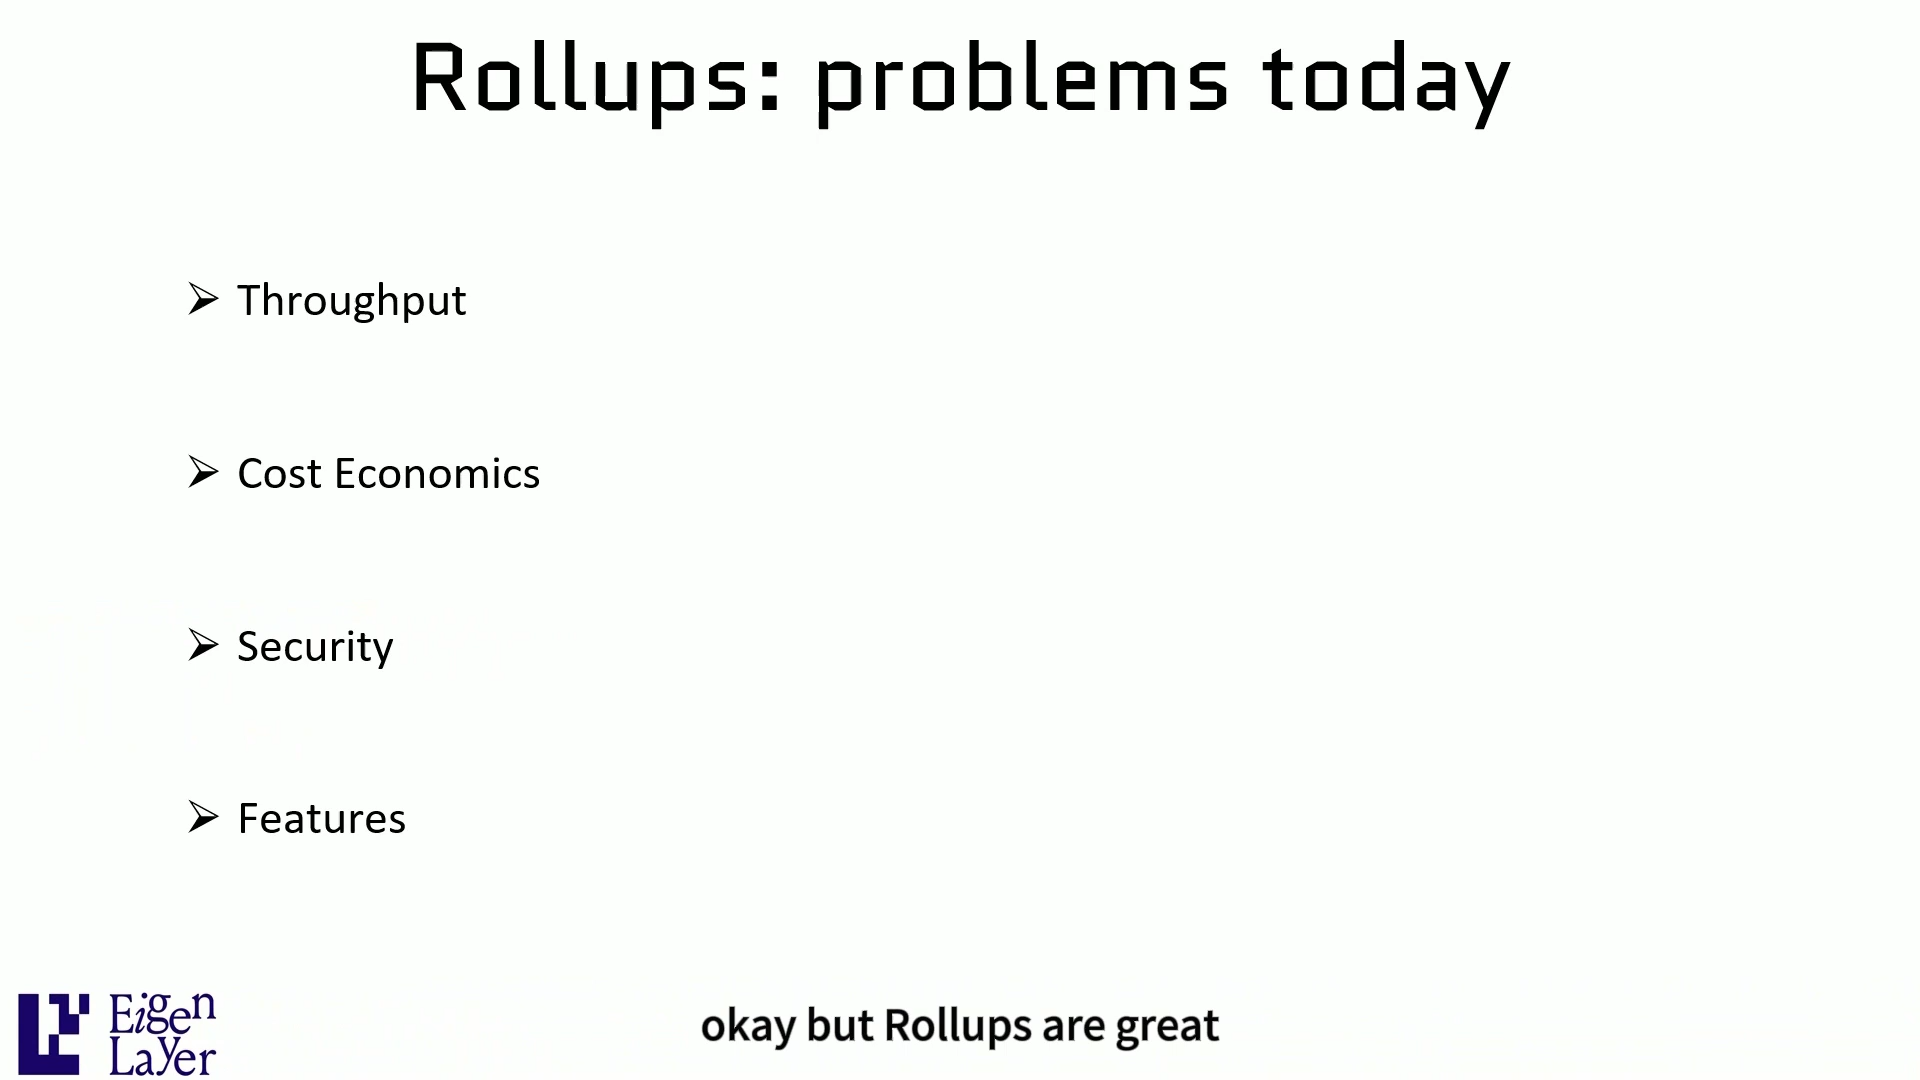 Rollups: problems today
Throughput
Cost Economics
Security
Features
Eigen
Layer
okay but Rollups are great